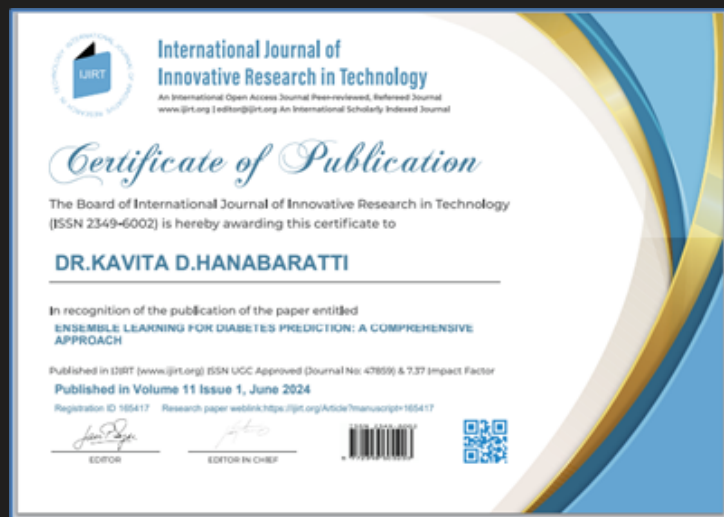 IJIRT
International Journal of
Innovative Research in Technology
An International Open Access Journal Peer-reviewed, Refereed Journal
www.ijirt.org | editor@ijirt.org An International Scholarly Indexed Journal
Certificate of Publication
The Board of International Journal of Innovative Research in Technology
(ISSN 2349-6002) is hereby awarding this certificate to
DR.KAVITA D.HANABARATTI
In recognition of the publication of the paper entitled
ENSEMBLE LEARNING FOR DIABETES PREDICTION: A COMPREHENSIVE
APPROACH
Published in IJIRT (www.ijirt.org) ISSN UGC Approved (Journal No: 47859) & 7.37 Impact Factor
Published in Volume 11 Issue 1, June 2024
Registration ID 165417 Research paper weblink:https://ijirt.org/Article?manuscript=165417
ISSN 2349-6002
EDITOR
EDITOR IN CHIEF